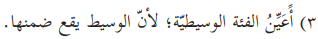 ٣) أُعَيِّنُ الفئة الوسيطيّة؛ لأنّ الوسيط يقع ضمنها.